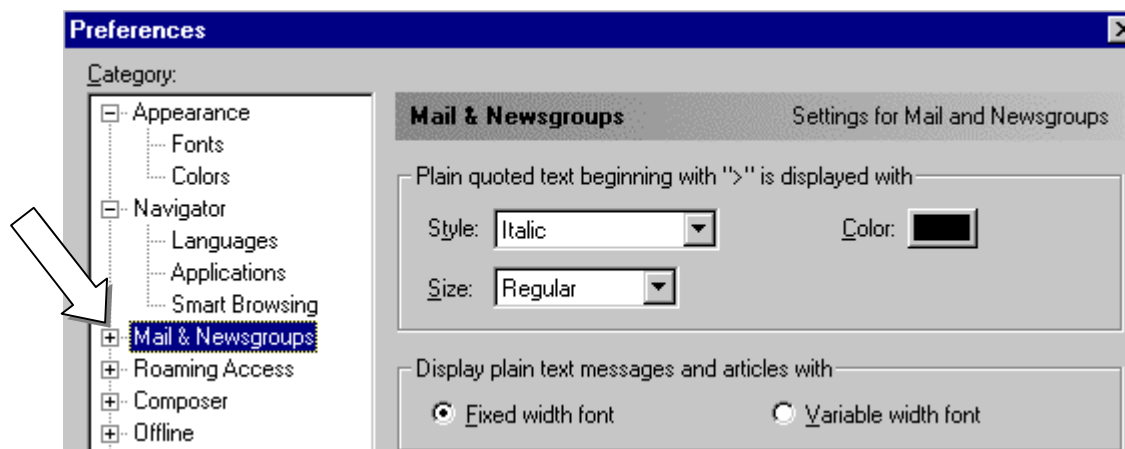 Preferences
Category:
Appearance
Fonts
Colors
Navigator
Languages
Applications
Smart Browsing
Mail & Newsgroups
Roaming Access
Composer
Offline
Mail & Newsgroups Settings for Mail and Newsgroups
Plain quoted text beginning with ">" is displayed with
Style: Italic Color:
Size: Regular
Display plain text messages and articles with
Fixed width font Variable width font